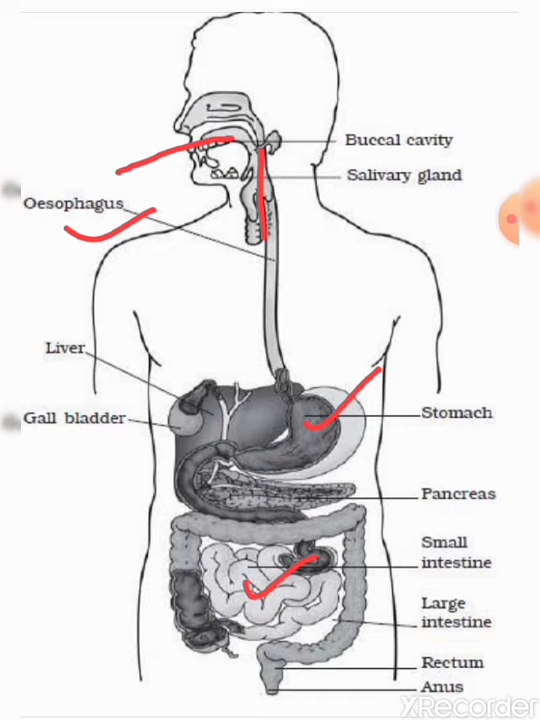 Buccal cavity
Salivary gland
Oesophagus
Liver
Gall bladder
Stomach
Pancreas
Small
intestine
Large
intestine
Rectum
Anus
XRecorder